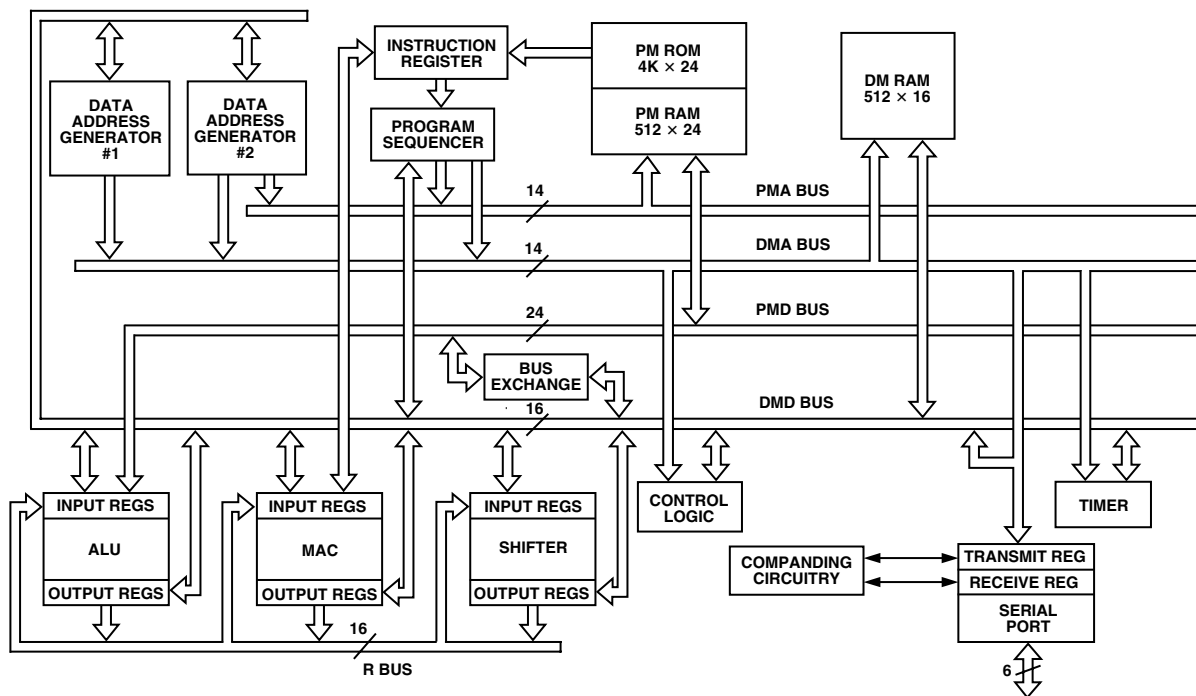 INSTRUCTION
REGISTER
PM ROM
4K × 24
DM RAM
512 × 16
DATA
ADDRESS
GENERATOR
#1
DATA
ADDRESS
GENERATOR
#2
PROGRAM
SEQUENCER
PM RAM
512 × 24
14
PMA BUS
14
DMA BUS
24
PMD BUS
BUS
EXCHANGE
16
DMD BUS
INPUT REGS
ALU
OUTPUT REGS
INPUT REGS
MAC
OUTPUT REGS
INPUT REGS
SHIFTER
OUTPUT REGS
CONTROL
LOGIC
TIMER
COMPANDING
CIRCUITRY
TRANSMIT REG
RECEIVE REG
SERIAL
PORT
16
R BUS
6